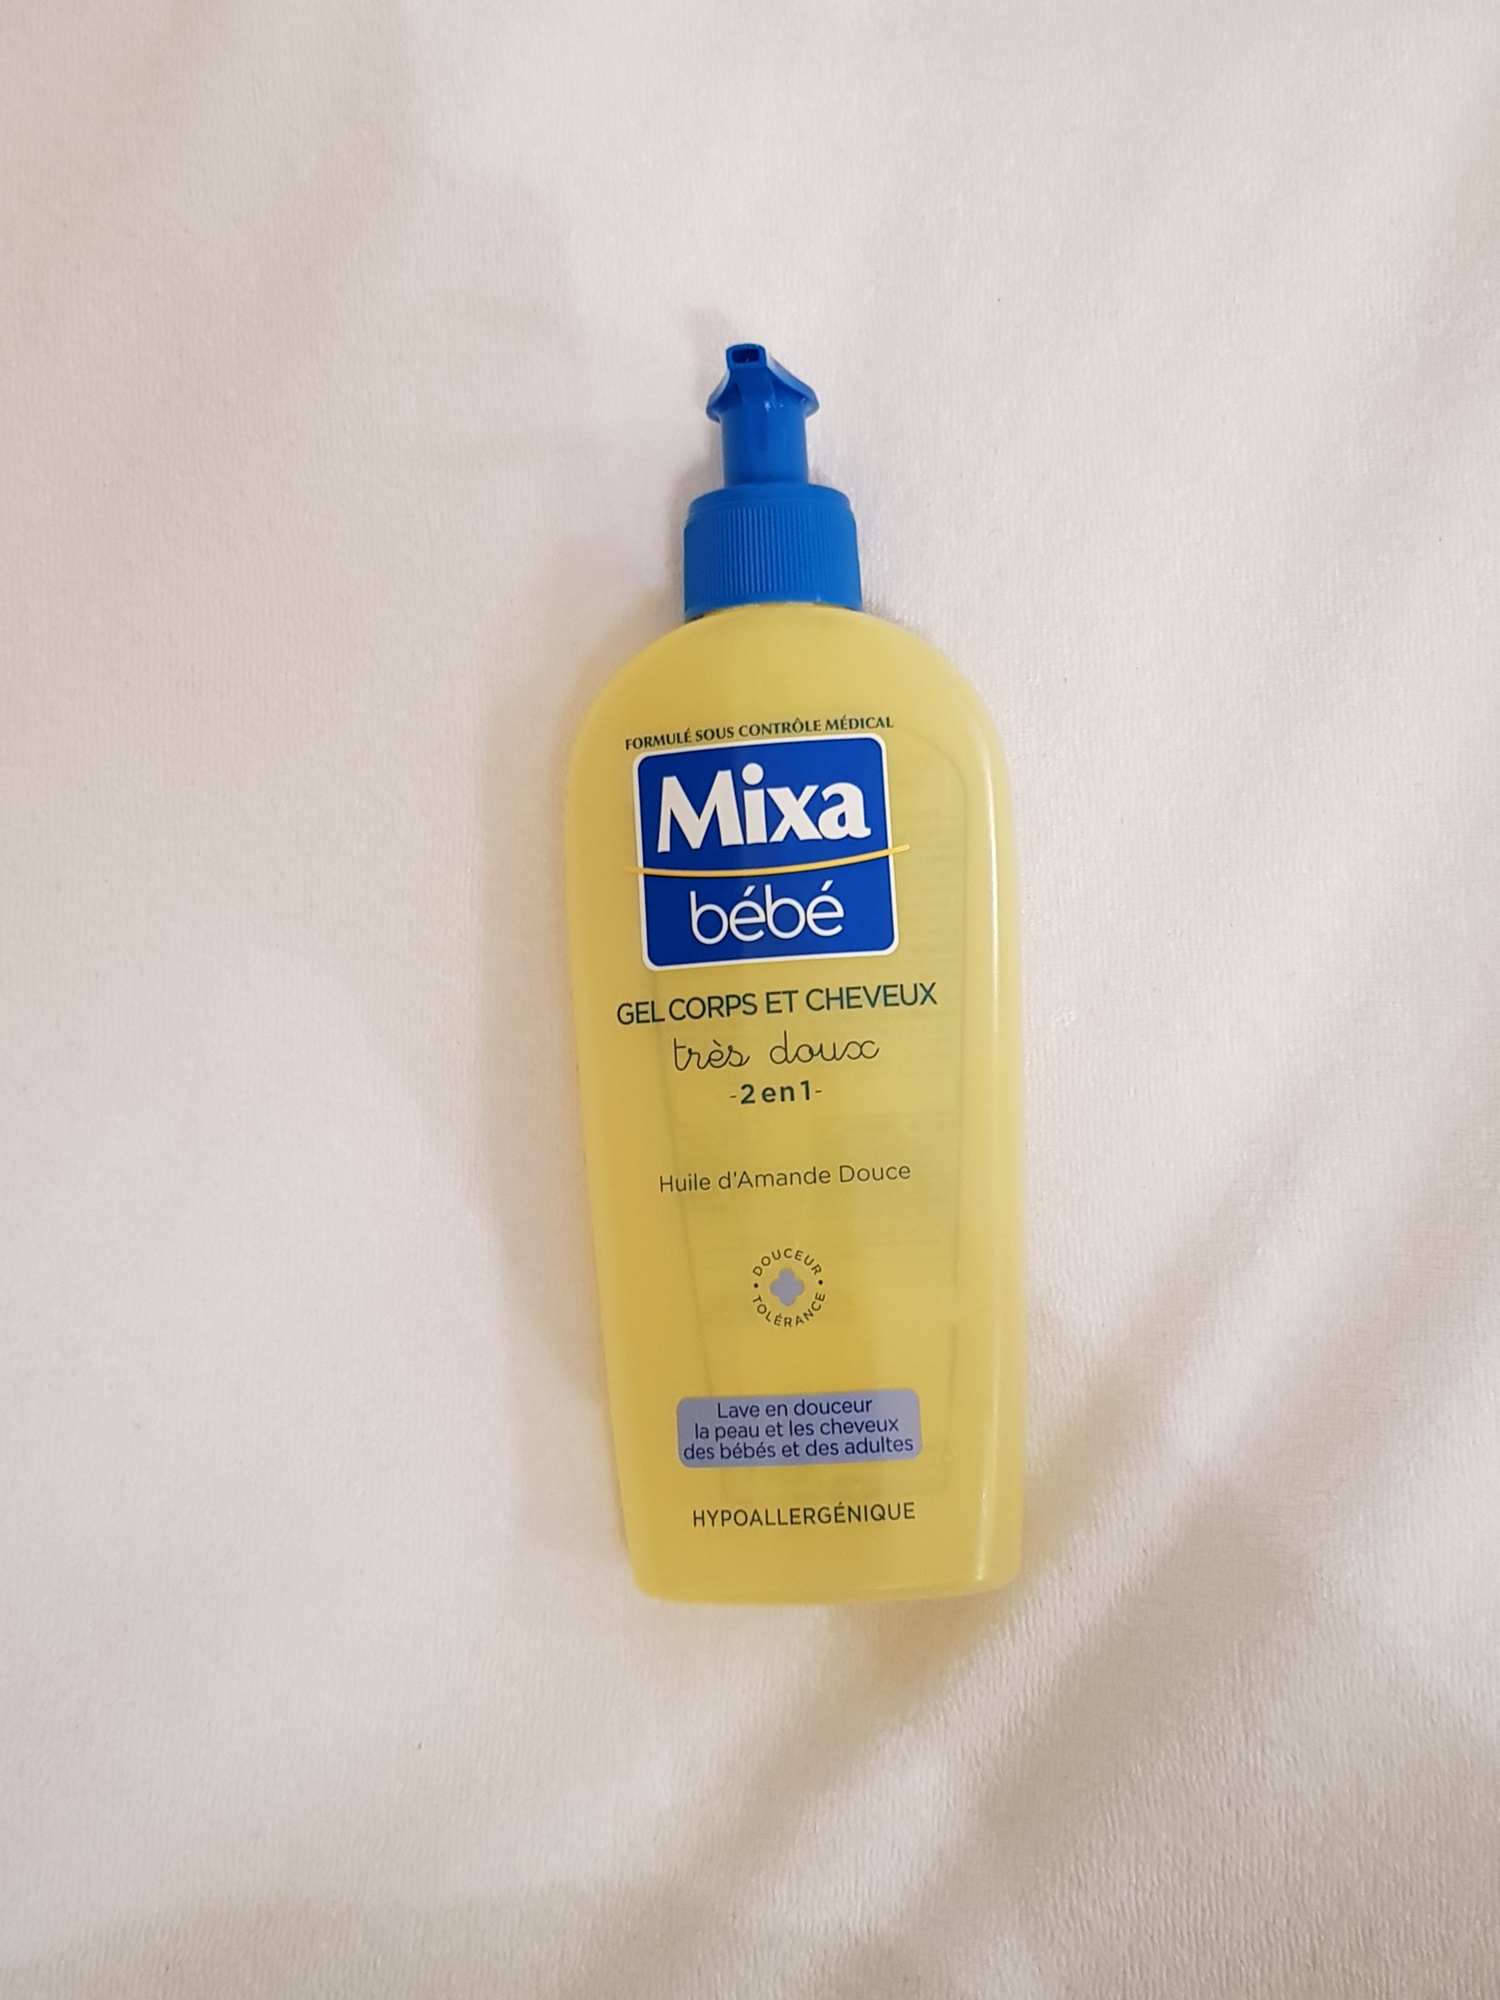 FORMULÉ SOUS CONTRÔLE MÉDICAL
Mixa
bébé
GEL CORPS ET CHEVEUX
très doux
-2 en 1-
Huile d'Amande Douce
DOUCEUR
TOLÉRANCE
Lave en douceur
la peau et les cheveux
des bébés et des adultes
HYPOALLERGÉNIQUE